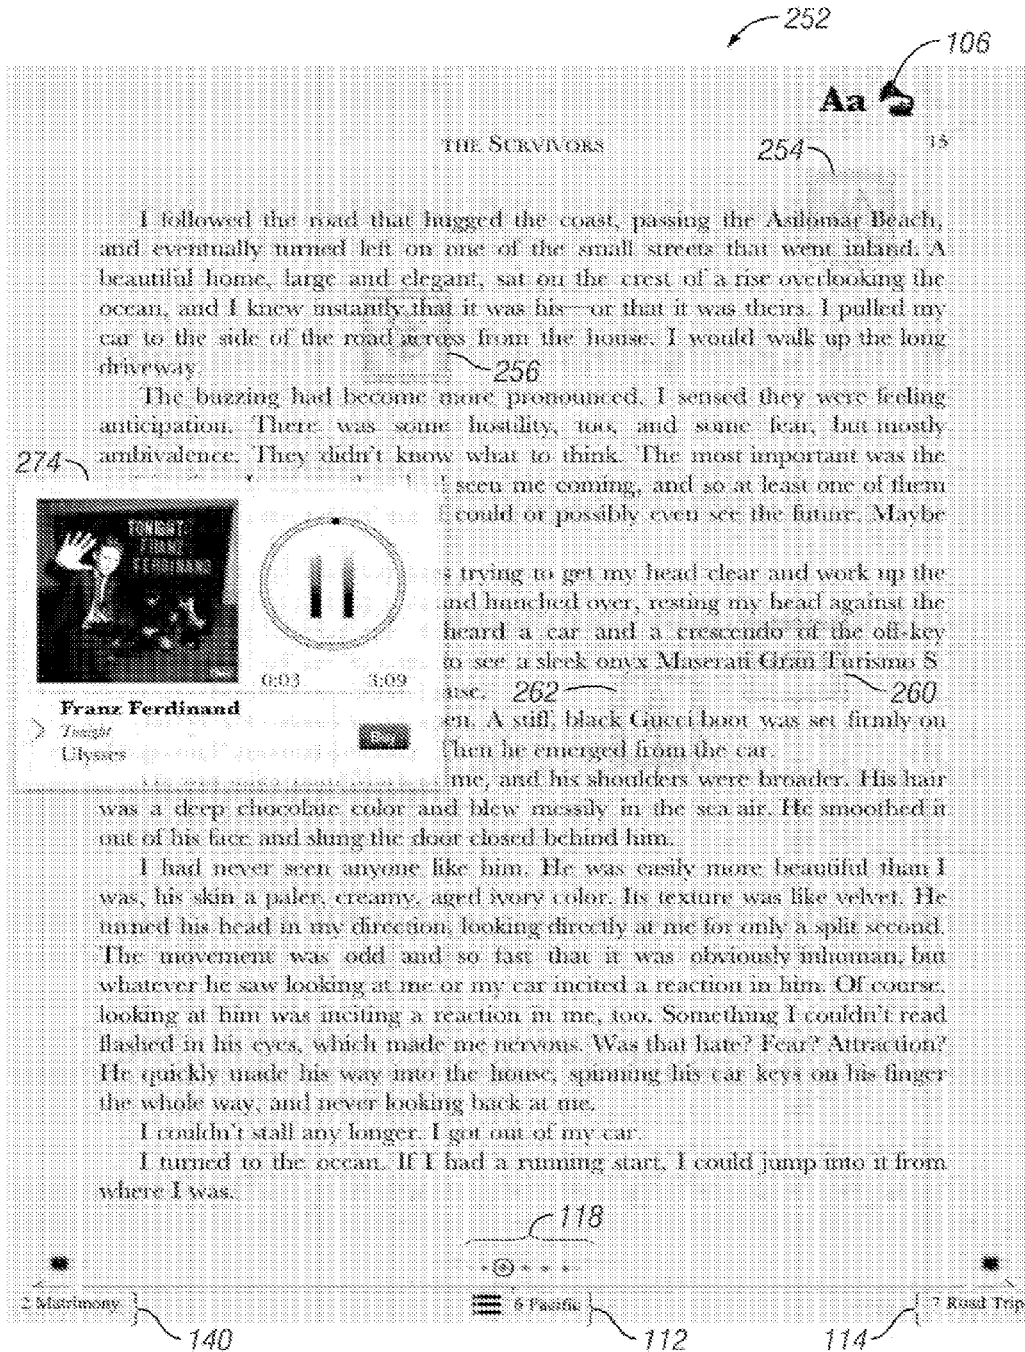 252
106
Aa
THE SURVIVORS
254
15
I followed the road that hugged the coast, passing the Asilomar Beach,
and eventually turned left on one of the small streets that went inland. A
beautiful home, large and elegant, sat on the crest of a rise overlooking the
ocean, and I knew instantly that it was his—or that it was theirs. I pulled my
car to the side of the road across from the house. I would walk up the long
driveway.
256
The buzzing had become more pronounced. I sensed they were feeling
anticipation. There was some hostility, too, and some fear, but mostly
ambivalence. They didn't know what to think. The most important was the
274
seen me coming, and so at least one of them
could or possibly even see the future. Maybe
s trying to get my head clear and work up the
and hunched over, resting my head against the
heard a car and a crescendo of the off-key
to see a sleek onyx Maserati Gran Turismo S
use.
262
260
en. A stiff, black Gucci boot was set firmly on
Then he emerged from the car.
me, and his shoulders were broader. His hair
TONIGHT:
FRANZ
FERDINAND
0:03
3:09
Franz Ferdinand
Tonight
Ulysses
was a deep chocolate color and blew messily in the sea air. He smoothed it
out of his face and slung the door closed behind him.
I had never seen anyone like him. He was easily more beautiful than I
was, his skin a paler, creamy, aged ivory color. Its texture was like velvet. He
turned his head in my direction, looking directly at me for only a split second.
The movement was odd and so fast that it was obviously inhuman, but
whatever he saw looking at me or my car incited a reaction in him. Of course,
looking at him was inciting a reaction in me, too. Something I couldn't read
flashed in his eyes, which made me nervous. Was that hate? Fear? Attraction?
He quickly made his way into the house, spinning his car keys on his finger
the whole way, and never looking back at me.
I couldn't stall any longer. I got out of my car.
I turned to the ocean. If I had a running start, I could jump into it from
where I was.
118
2 Matrimony
6 Pacific
7 Road Trip
140
112
114